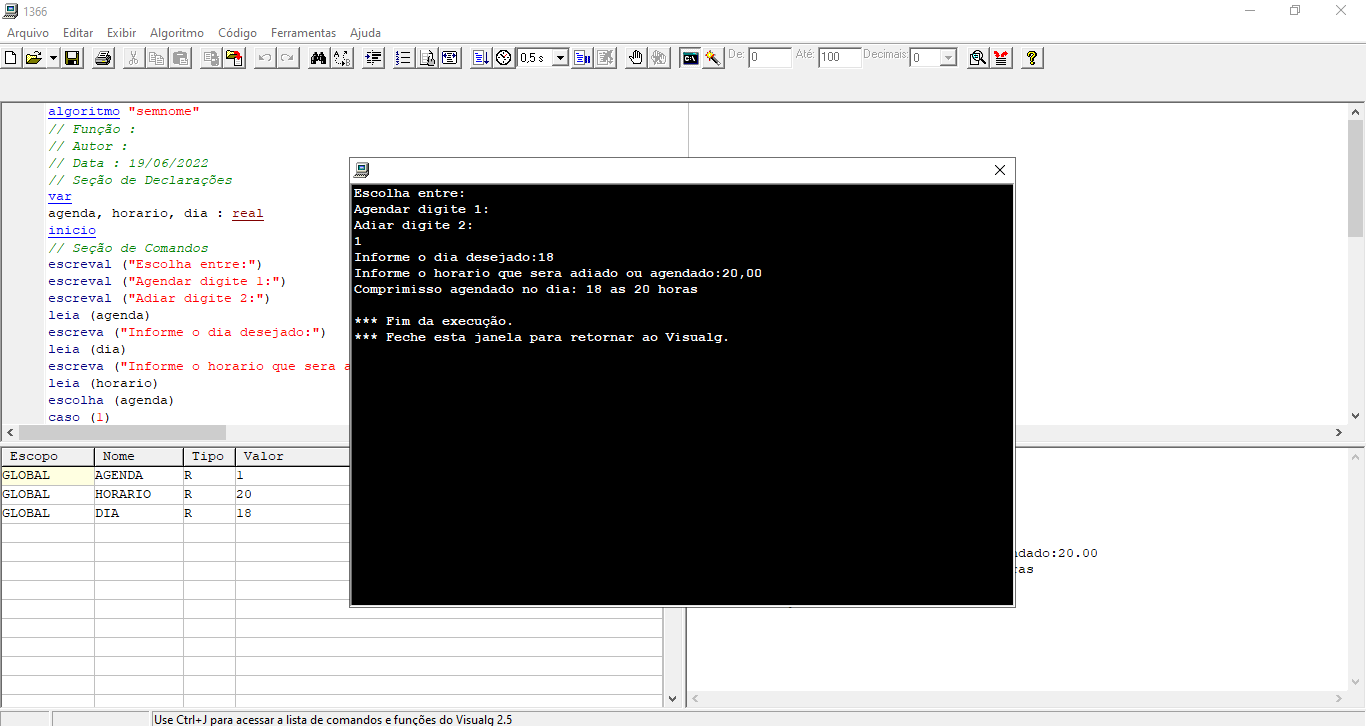 1366
Arquivo Editar Exibir Algoritmo Código Ferramentas Ajuda
0,5 s De: 0 Até: 100 Decimais: 0
algoritmo "semnome"
// Função :
// Autor :
// Data : 19/06/2022
// Seção de Declarações
var
agenda, horario, dia : real
inicio
// Seção de Comandos
escreval ("Escolha entre:")
escreval ("Agendar digite 1:")
escreval ("Adiar digite 2:")
leia (agenda)
escreva ("Informe o dia desejado:")
leia (dia)
escreva ("Informe o horario que sera a
leia (horario)
escolha (agenda)
caso (1)
Escolha entre:
Agendar digite 1:
Adiar digite 2:
1
Informe o dia desejado:18
Informe o horario que sera adiado ou agendado:20,00
Comprimisso agendado no dia: 18 as 20 horas
*** Fim da execução.
*** Feche esta janela para retornar ao Visualg.
Escopo Nome Tipo Valor
GLOBAL AGENDA R 1
GLOBAL HORARIO R 20
GLOBAL DIA R 18
ndado:20.00
ras
Use Ctrl+J para acessar a lista de comandos e funções do Visualg 2.5